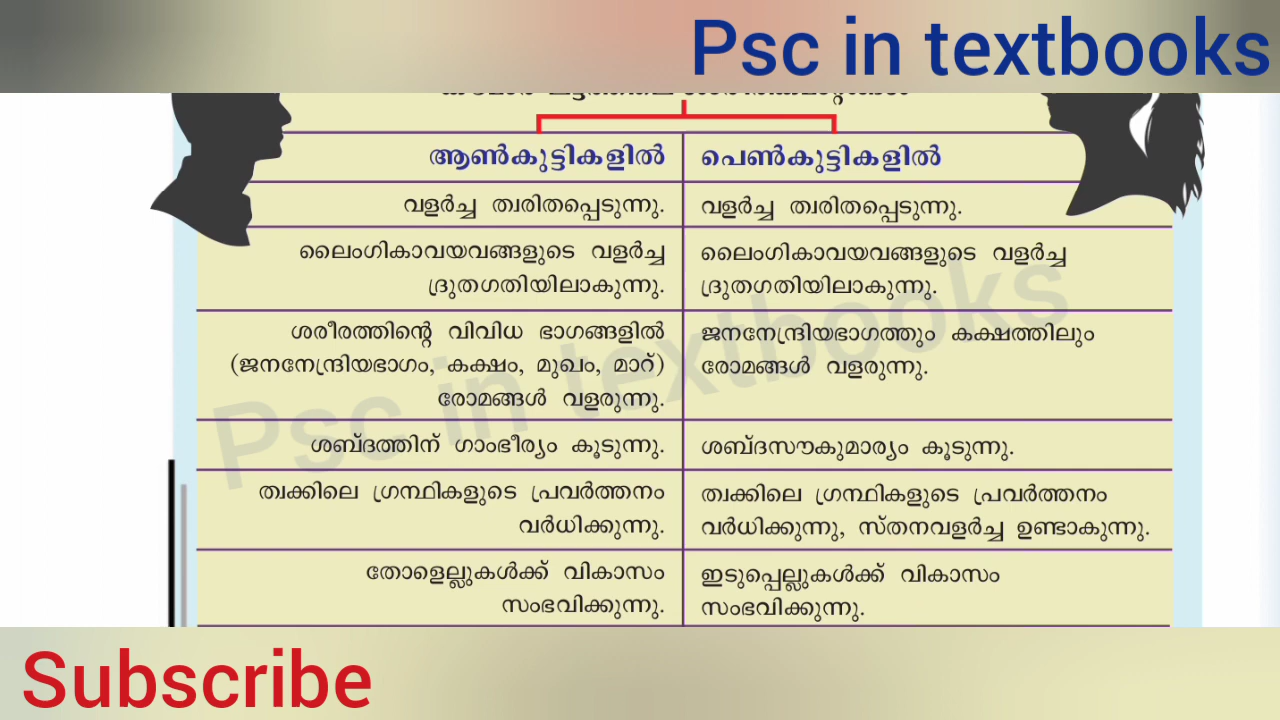 Psc in textbooks
ആൺകുട്ടികളിൽ പെൺകുട്ടികളിൽ
വളർച്ച ത്വരിതപ്പെടുന്നു. വളർച്ച ത്വരിതപ്പെടുന്നു.
ലൈംഗികാവയവങ്ങളുടെ വളർച്ച
ദ്രുതഗതിയിലാകുന്നു.
ലൈംഗികാവയവങ്ങളുടെ വളർച്ച
ദ്രുതഗതിയിലാകുന്നു.
ശരീരത്തിന്റെ വിവിധ ഭാഗങ്ങളിൽ
(ജനനേന്ദ്രിയഭാഗം, കക്ഷം, മുഖം, മാറ്)
രോമങ്ങൾ വളരുന്നു.
ജനനേന്ദ്രിയഭാഗത്തും കക്ഷത്തിലും
രോമങ്ങൾ വളരുന്നു.
ശബ്ദത്തിന് ഗാംഭീര്യം കൂടുന്നു. ശബ്ദസൗകുമാര്യം കൂടുന്നു.
ത്വക്കിലെ ഗ്രന്ഥികളുടെ പ്രവർത്തനം
വർധിക്കുന്നു.
ത്വക്കിലെ ഗ്രന്ഥികളുടെ പ്രവർത്തനം
വർധിക്കുന്നു, സ്തനവളർച്ച ഉണ്ടാകുന്നു.
തോളെല്ലുകൾക്ക് വികാസം
സംഭവിക്കുന്നു.
ഇടുപ്പെല്ലുകൾക്ക് വികാസം
സംഭവിക്കുന്നു.
Psc in textbooks
Subscribe